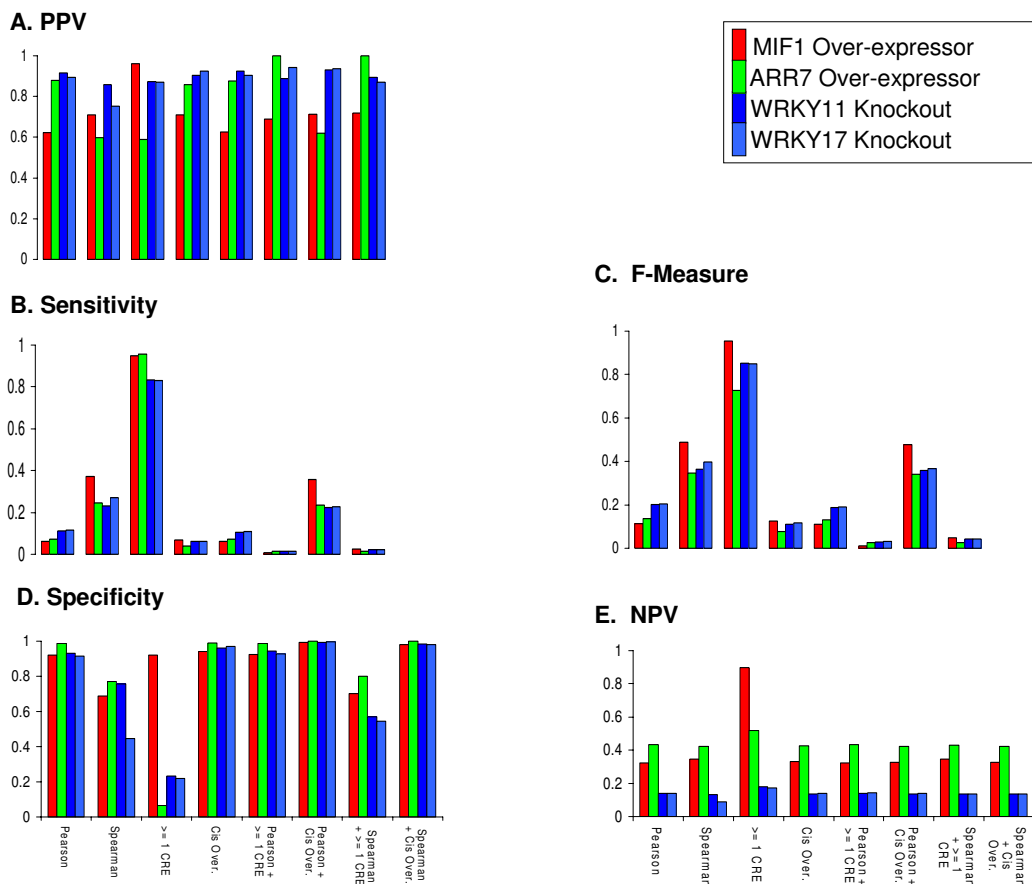 A. PPV
1
0.8
0.6
0.4
0.2
0
MIF1 Over-expressor
ARR7 Over-expressor
WRKY11 Knockout
WRKY17 Knockout
B. Sensitivity
1
0.8
0.6
0.4
0.2
0
C. F-Measure
1
0.8
0.6
0.4
0.2
0
D. Specificity
1
0.8
0.6
0.4
0.2
0
Pearson
Spearman
>= 1 CRE
Cis Over.
Pearson +
>= 1 CRE
Pearson +
Cis Over.
Spearman
+ >= 1 CRE
Spearman
+ Cis Over.
E. NPV
1
0.8
0.6
0.4
0.2
0
Pearson
Spearman
>= 1 CRE
Cis Over.
Pearson +
>= 1 CRE
Pearson +
Cis Over.
Spearman
+ >= 1
CRE
Spearman
+ Cis
Over.